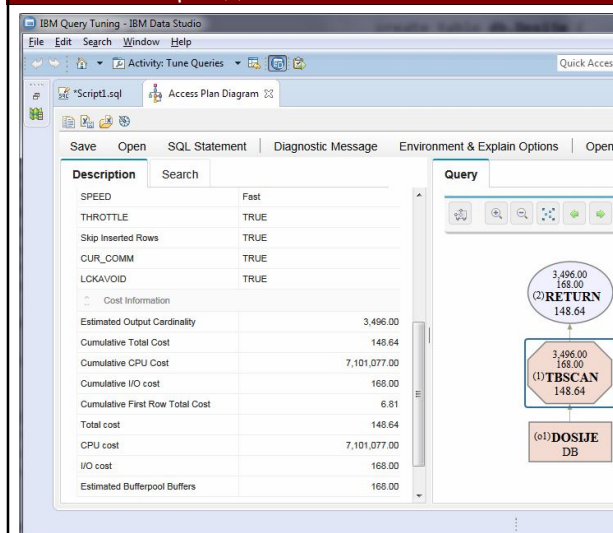 IBM Query Tuning - IBM Data Studio
File Edit Search Window Help
Activity: Tune Queries
Quick Acces
*Script1.sql Access Plan Diagram
Save Open SQL Statement | Diagnostic Message Environment & Explain Options | Open
Description Search Query
SPEED Fast
THROTTLE TRUE
Skip Inserted Rows TRUE
CUR_COMM TRUE
LCKAVOID TRUE
Cost Information
Estimated Output Cardinality 3,496.00
Cumulative Total Cost 148.64
Cumulative CPU Cost 7,101,077.00
Cumulative I/O cost 168.00
Cumulative First Row Total Cost 6.81
Total cost 148.64
CPU cost 7,101,077.00
I/O cost 168.00
Estimated Bufferpool Buffers 168.00
3,496.00
168.00
(2)RETURN
148.64
3,496.00
168.00
(1)TBSCAN
148.64
(o1)DOSIJE
DB